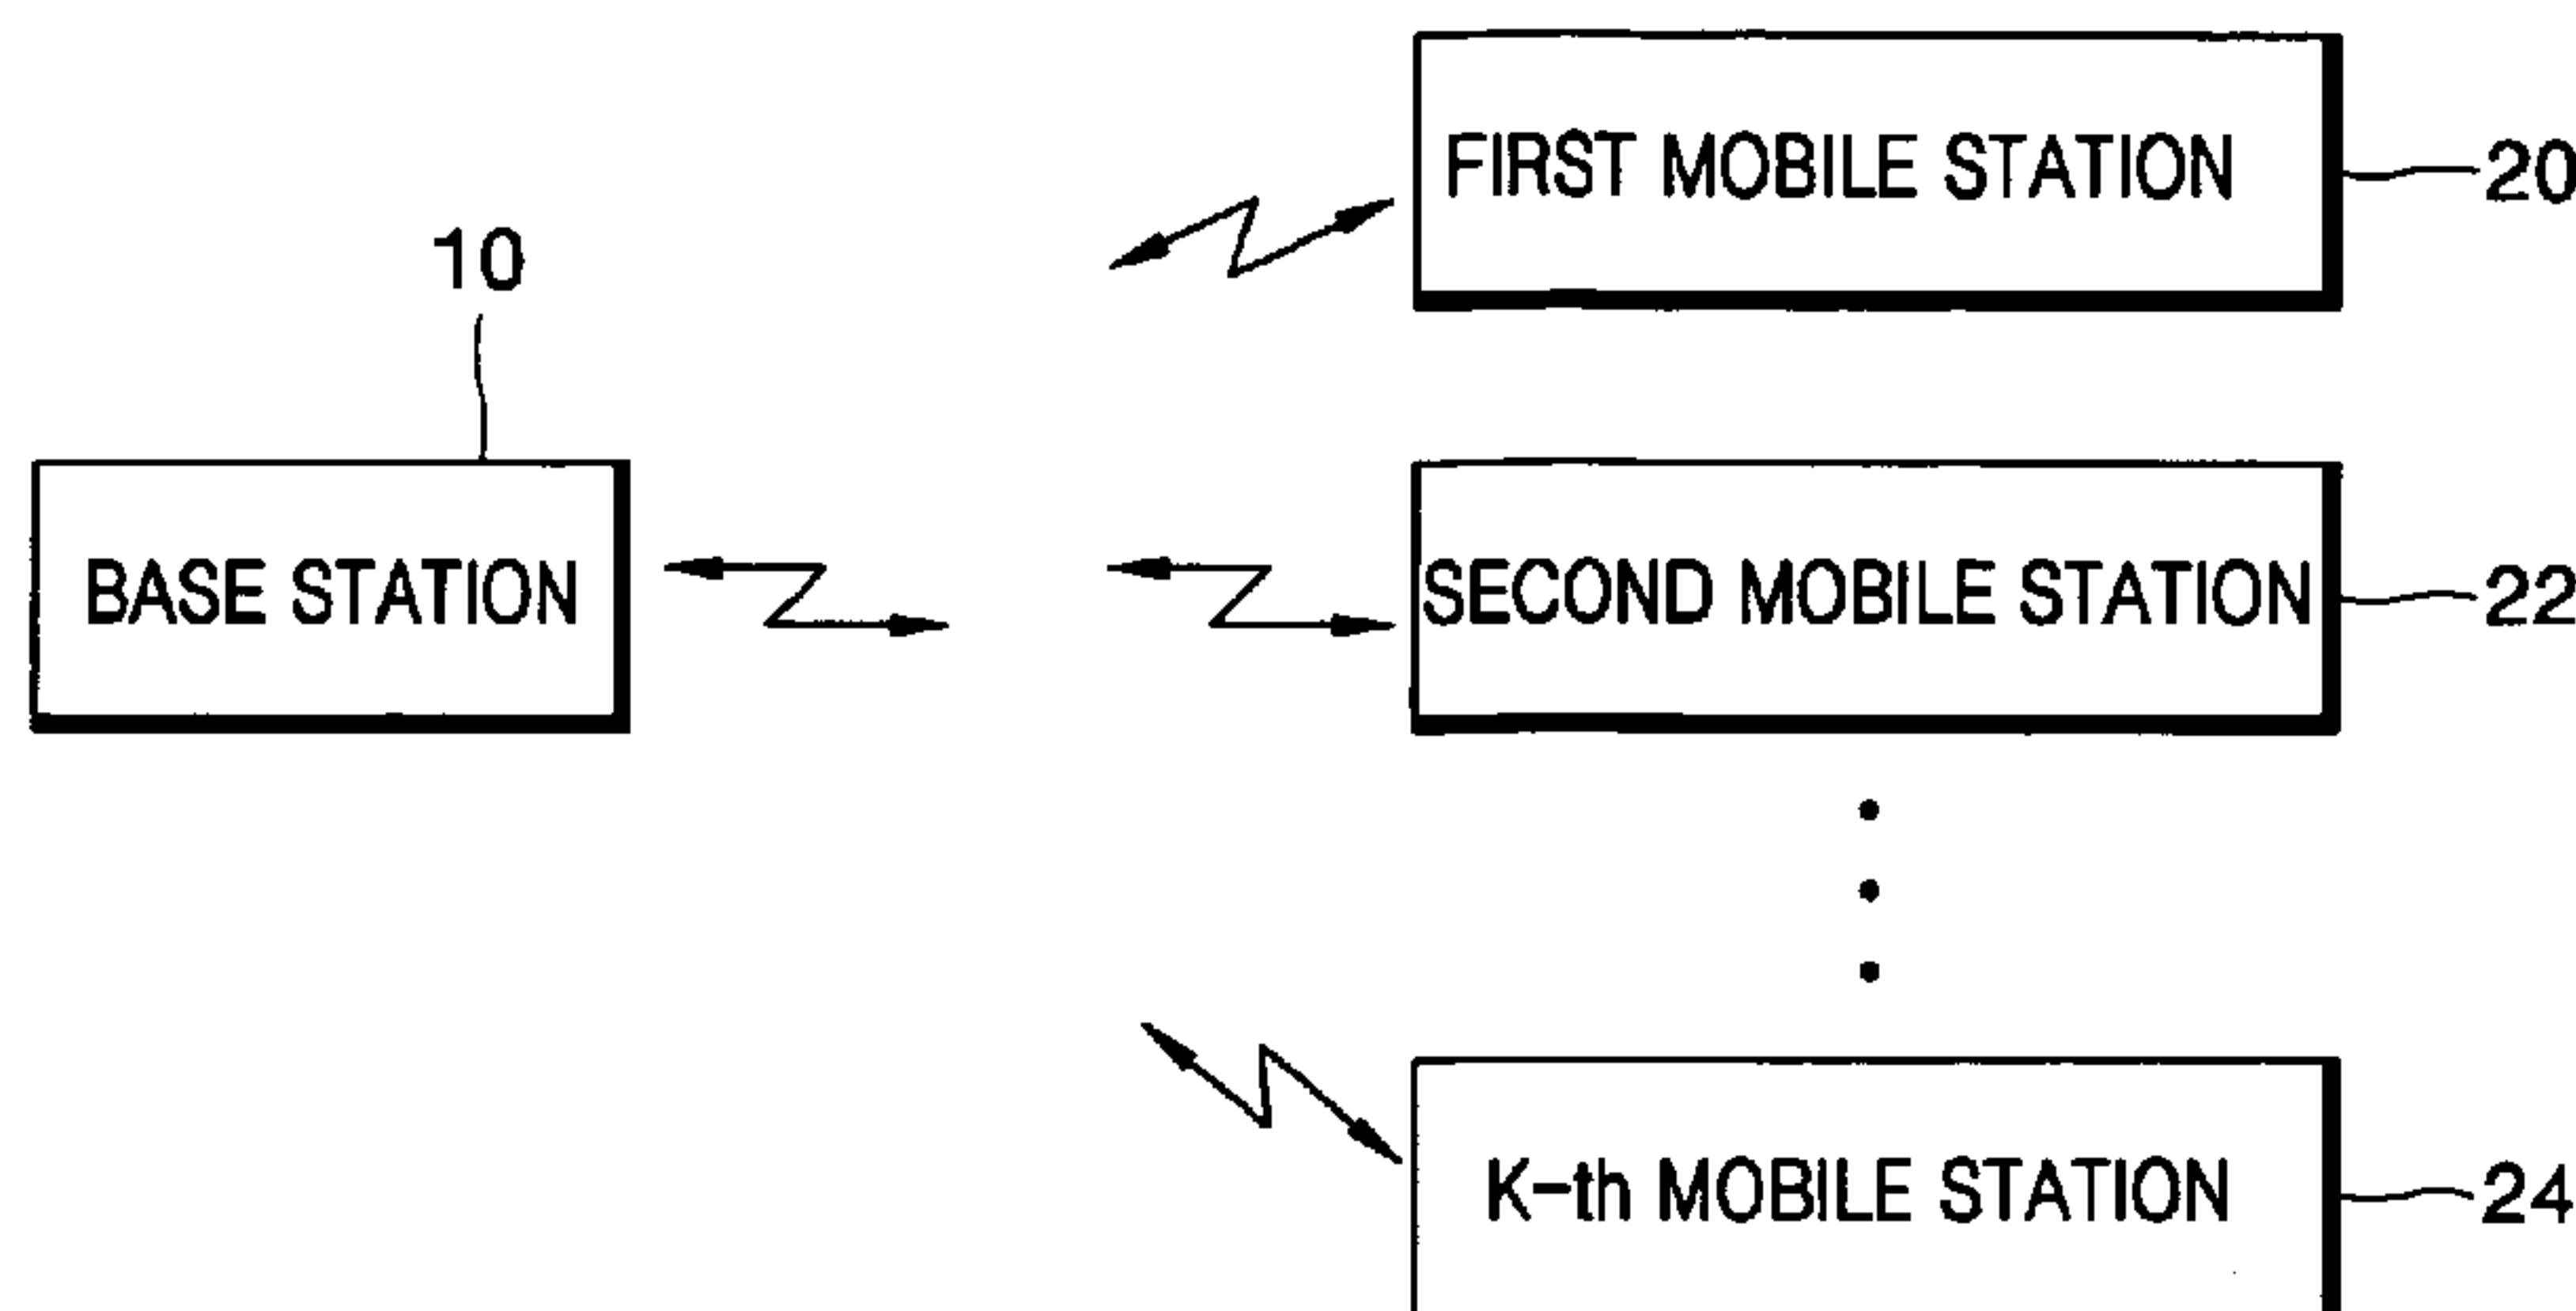 FIRST MOBILE STATION
20
10
BASE STATION
SECOND MOBILE STATION
22
K-th MOBILE STATION
24